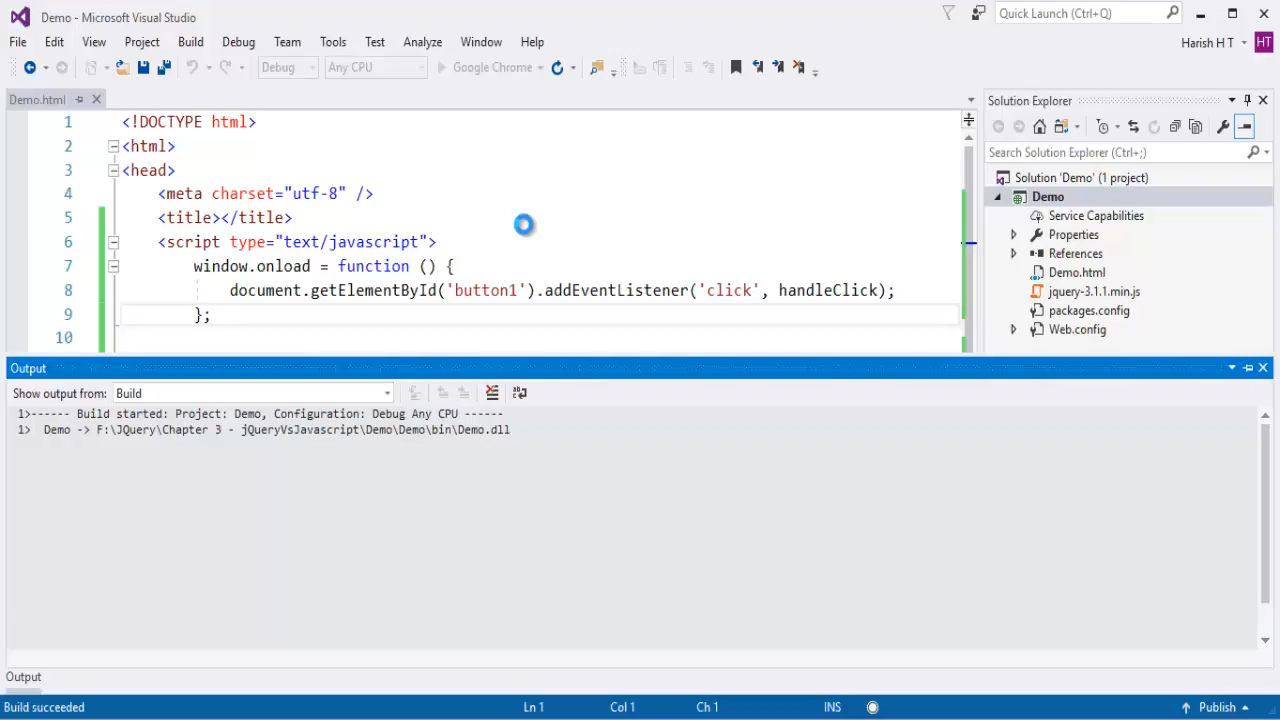 Demo - Microsoft Visual Studio
Quick Launch (Ctrl+Q)
File Edit View Project Build Debug Team Tools Test Analyze Window Help
Harish H T HT
Debug Any CPU Google Chrome
Demo.html
1 <!DOCTYPE html>
2 <html>
3 <head>
4 <meta charset="utf-8" />
5 <title></title>
6 <script type="text/javascript">
7 window.onload = function () {
8 document.getElementById('button1').addEventListener('click', handleClick);
9 };
10
Solution Explorer
Search Solution Explorer (Ctrl+;)
Solution 'Demo' (1 project)
Demo
Service Capabilities
Properties
References
Demo.html
jquery-3.1.1.min.js
packages.config
Web.config
Output
Show output from: Build
1>------ Build started: Project: Demo, Configuration: Debug Any CPU ------
1> Demo -> F:\JQuery\Chapter 3 - jQueryVsJavascript\Demo\Demo\bin\Demo.dll
Output
Build succeeded Ln 1 Col 1 Ch 1 INS Publish